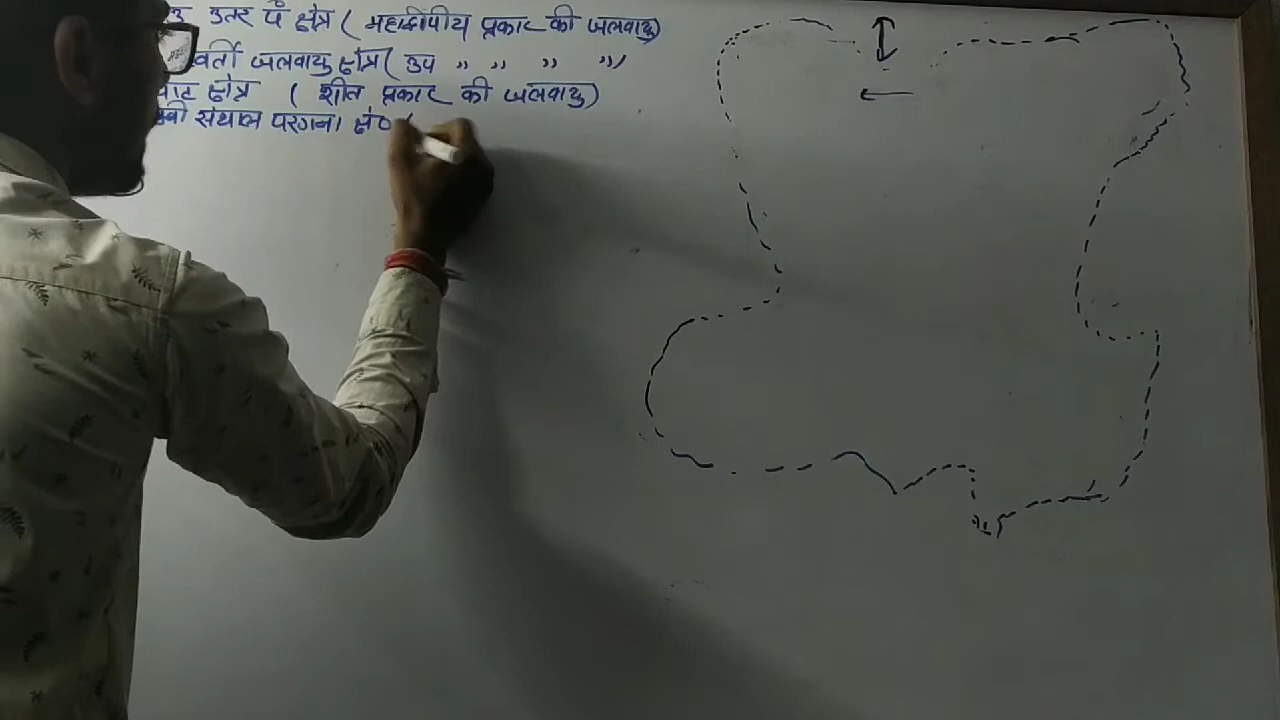 उत्तर पं क्षेत्र ( महाद्वीपीय प्रकार की जलवायु )
वर्ती जलवायु क्षेत्र ( उप " " " "
पाट क्षेत्र ( शीत प्रकार की जलवायु )
संथाल परगना क्षेत्र (